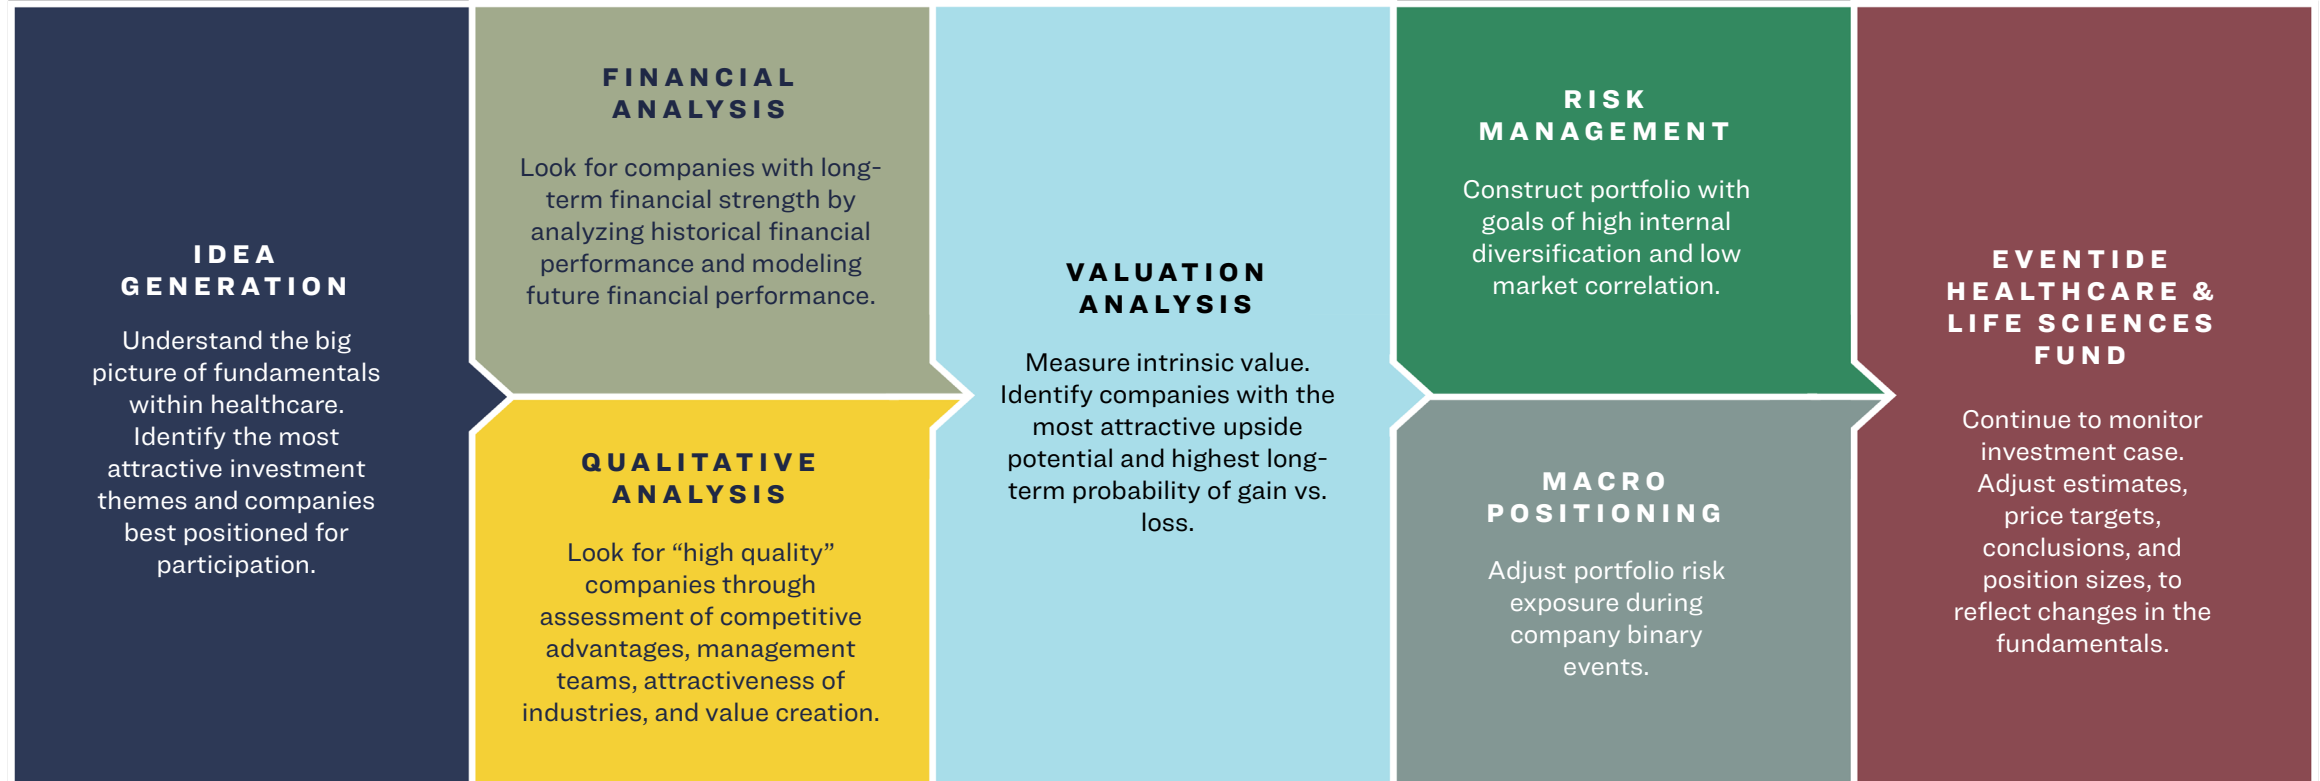 IDEA
GENERATION
Understand the big
picture of fundamentals
within healthcare.
Identify the most
attractive investment
themes and companies
best positioned for
participation.
FINANCIAL
ANALYSIS
Look for companies with long-
term financial strength by
analyzing historical financial
performance and modeling
future financial performance.
QUALITATIVE
ANALYSIS
Look for “high quality”
companies through
assessment of competitive
advantages, management
teams, attractiveness of
industries, and value creation.
VALUATION
ANALYSIS
Measure intrinsic value.
Identify companies with the
most attractive upside
potential and highest long-
term probability of gain vs.
loss.
RISK
MANAGEMENT
Construct portfolio with
goals of high internal
diversification and low
market correlation.
MACRO
POSITIONING
Adjust portfolio risk
exposure during
company binary
events.
EVENTIDE
HEALTHCARE &
LIFE SCIENCES
FUND
Continue to monitor
investment case.
Adjust estimates,
price targets,
conclusions, and
position sizes, to
reflect changes in the
fundamentals.